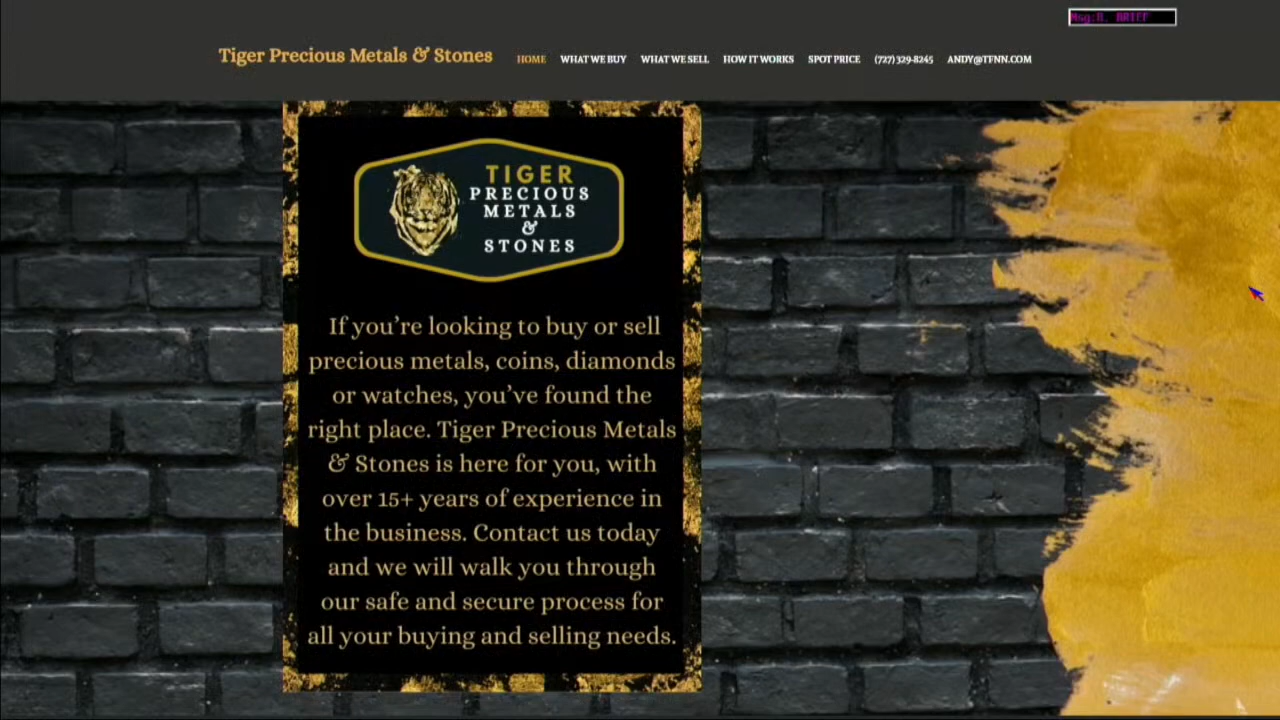 Msg:B. BRIEF
Tiger Precious Metals & Stones
HOME WHAT WE BUY WHAT WE SELL HOW IT WORKS SPOT PRICE (727) 329-8245 ANDY@TFNN.COM
TIGER
PRECIOUS
METALS
&
STONES
If you’re looking to buy or sell
precious metals, coins, diamonds
or watches, you’ve found the
right place. Tiger Precious Metals
& Stones is here for you, with
over 15+ years of experience in
the business. Contact us today
and we will walk you through
our safe and secure process for
all your buying and selling needs.